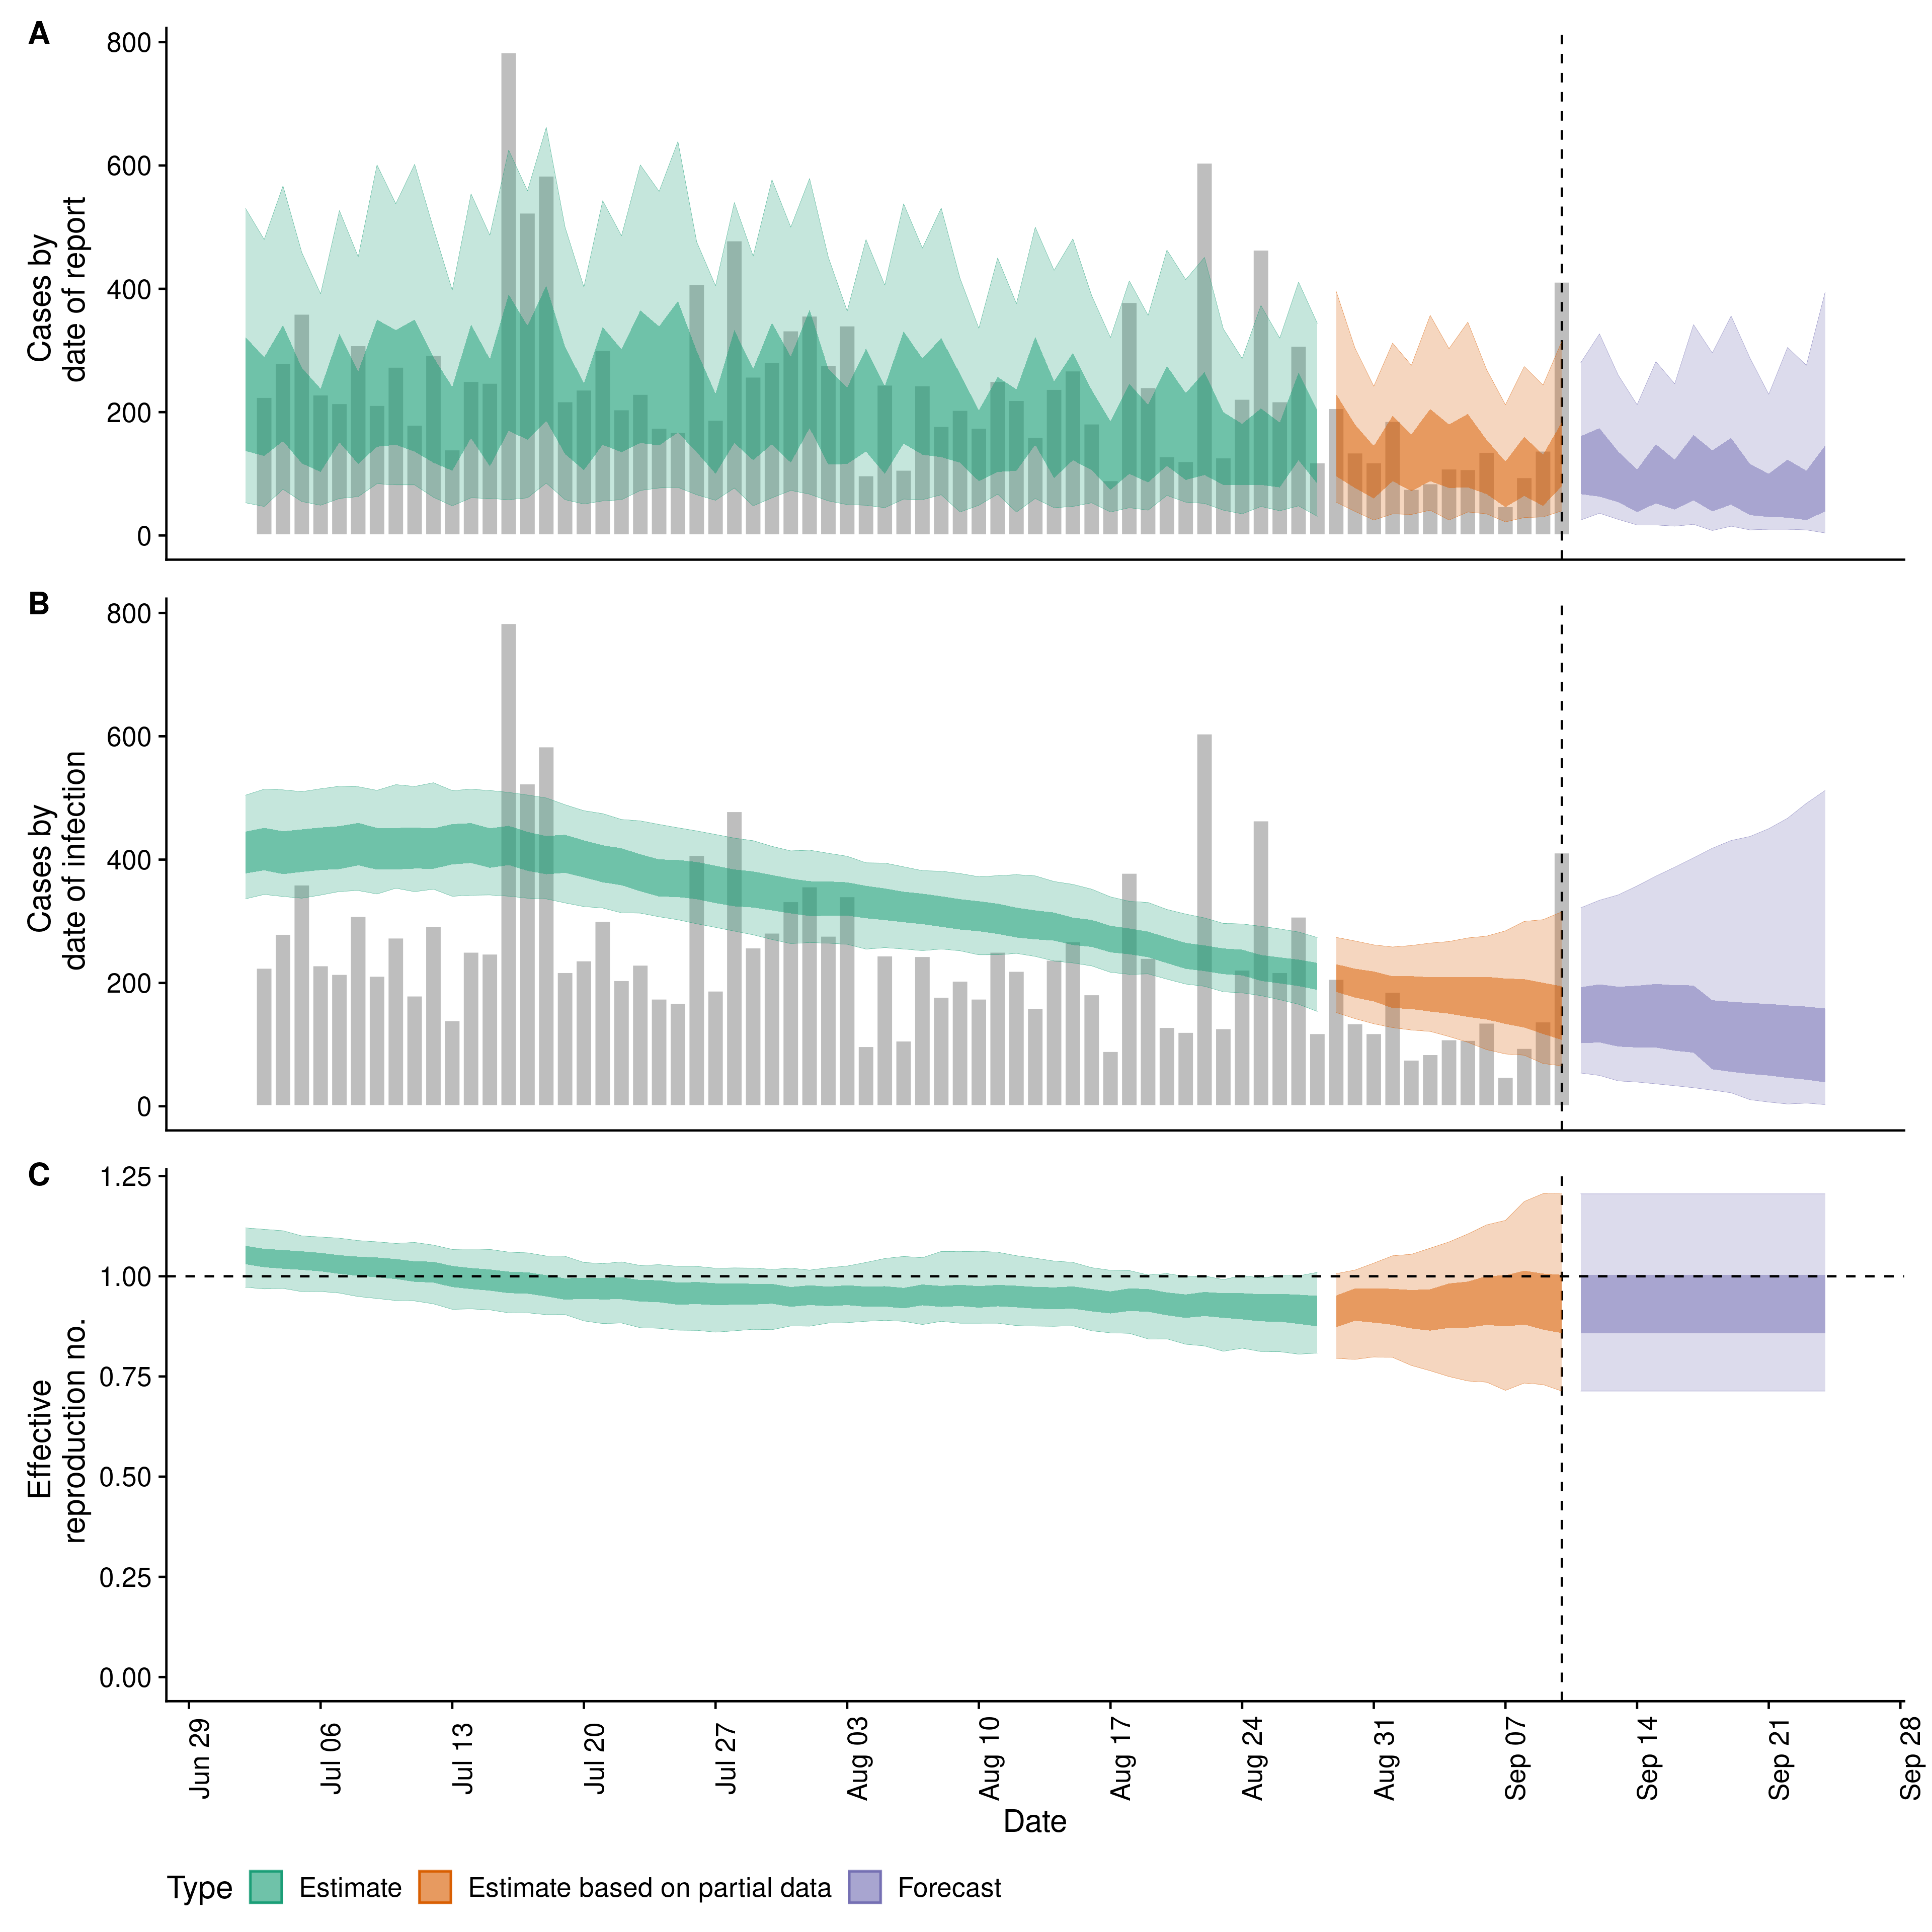 A
800
600
400
200
0
Cases by
date of report
B
800
600
400
200
0
Cases by
date of infection
C
1.25
1.00
0.75
0.50
0.25
0.00
Effective
reproduction no.
Jun 29
Jul 06
Jul 13
Jul 20
Jul 27
Aug 03
Aug 10
Aug 17
Aug 24
Aug 31
Sep 07
Sep 14
Sep 21
Sep 28
Date
Type Estimate Estimate based on partial data Forecast